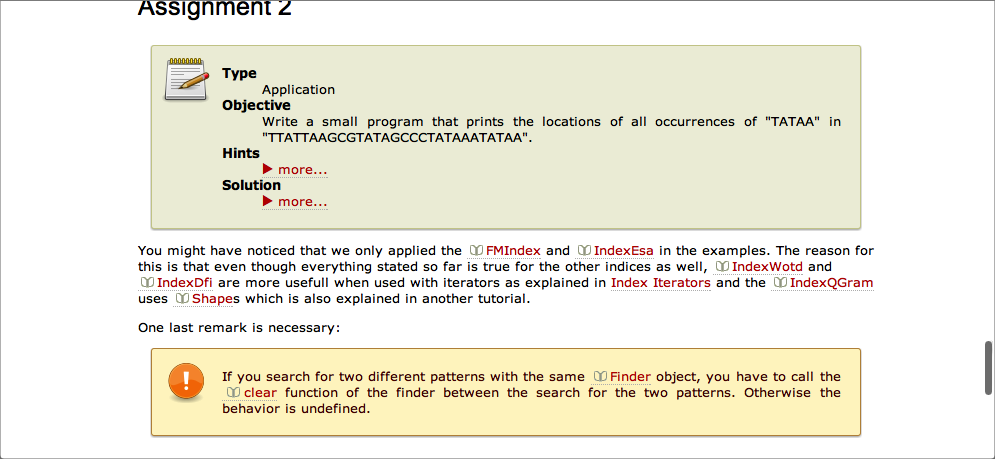 Assignment 2
Type
Application
Objective
Write a small program that prints the locations of all occurrences of "TATAA" in
"TTATTAAGCGTATAGCCCTATAAATATAA".
Hints
▶ more...
Solution
▶ more...
You might have noticed that we only applied the FMIndex and IndexEsa in the examples. The reason for
this is that even though everything stated so far is true for the other indices as well, IndexWotd and
IndexDfi are more usefull when used with iterators as explained in Index Iterators and the IndexQGram
uses Shapes which is also explained in another tutorial.
One last remark is necessary:
If you search for two different patterns with the same Finder object, you have to call the
clear function of the finder between the search for the two patterns. Otherwise the
behavior is undefined.